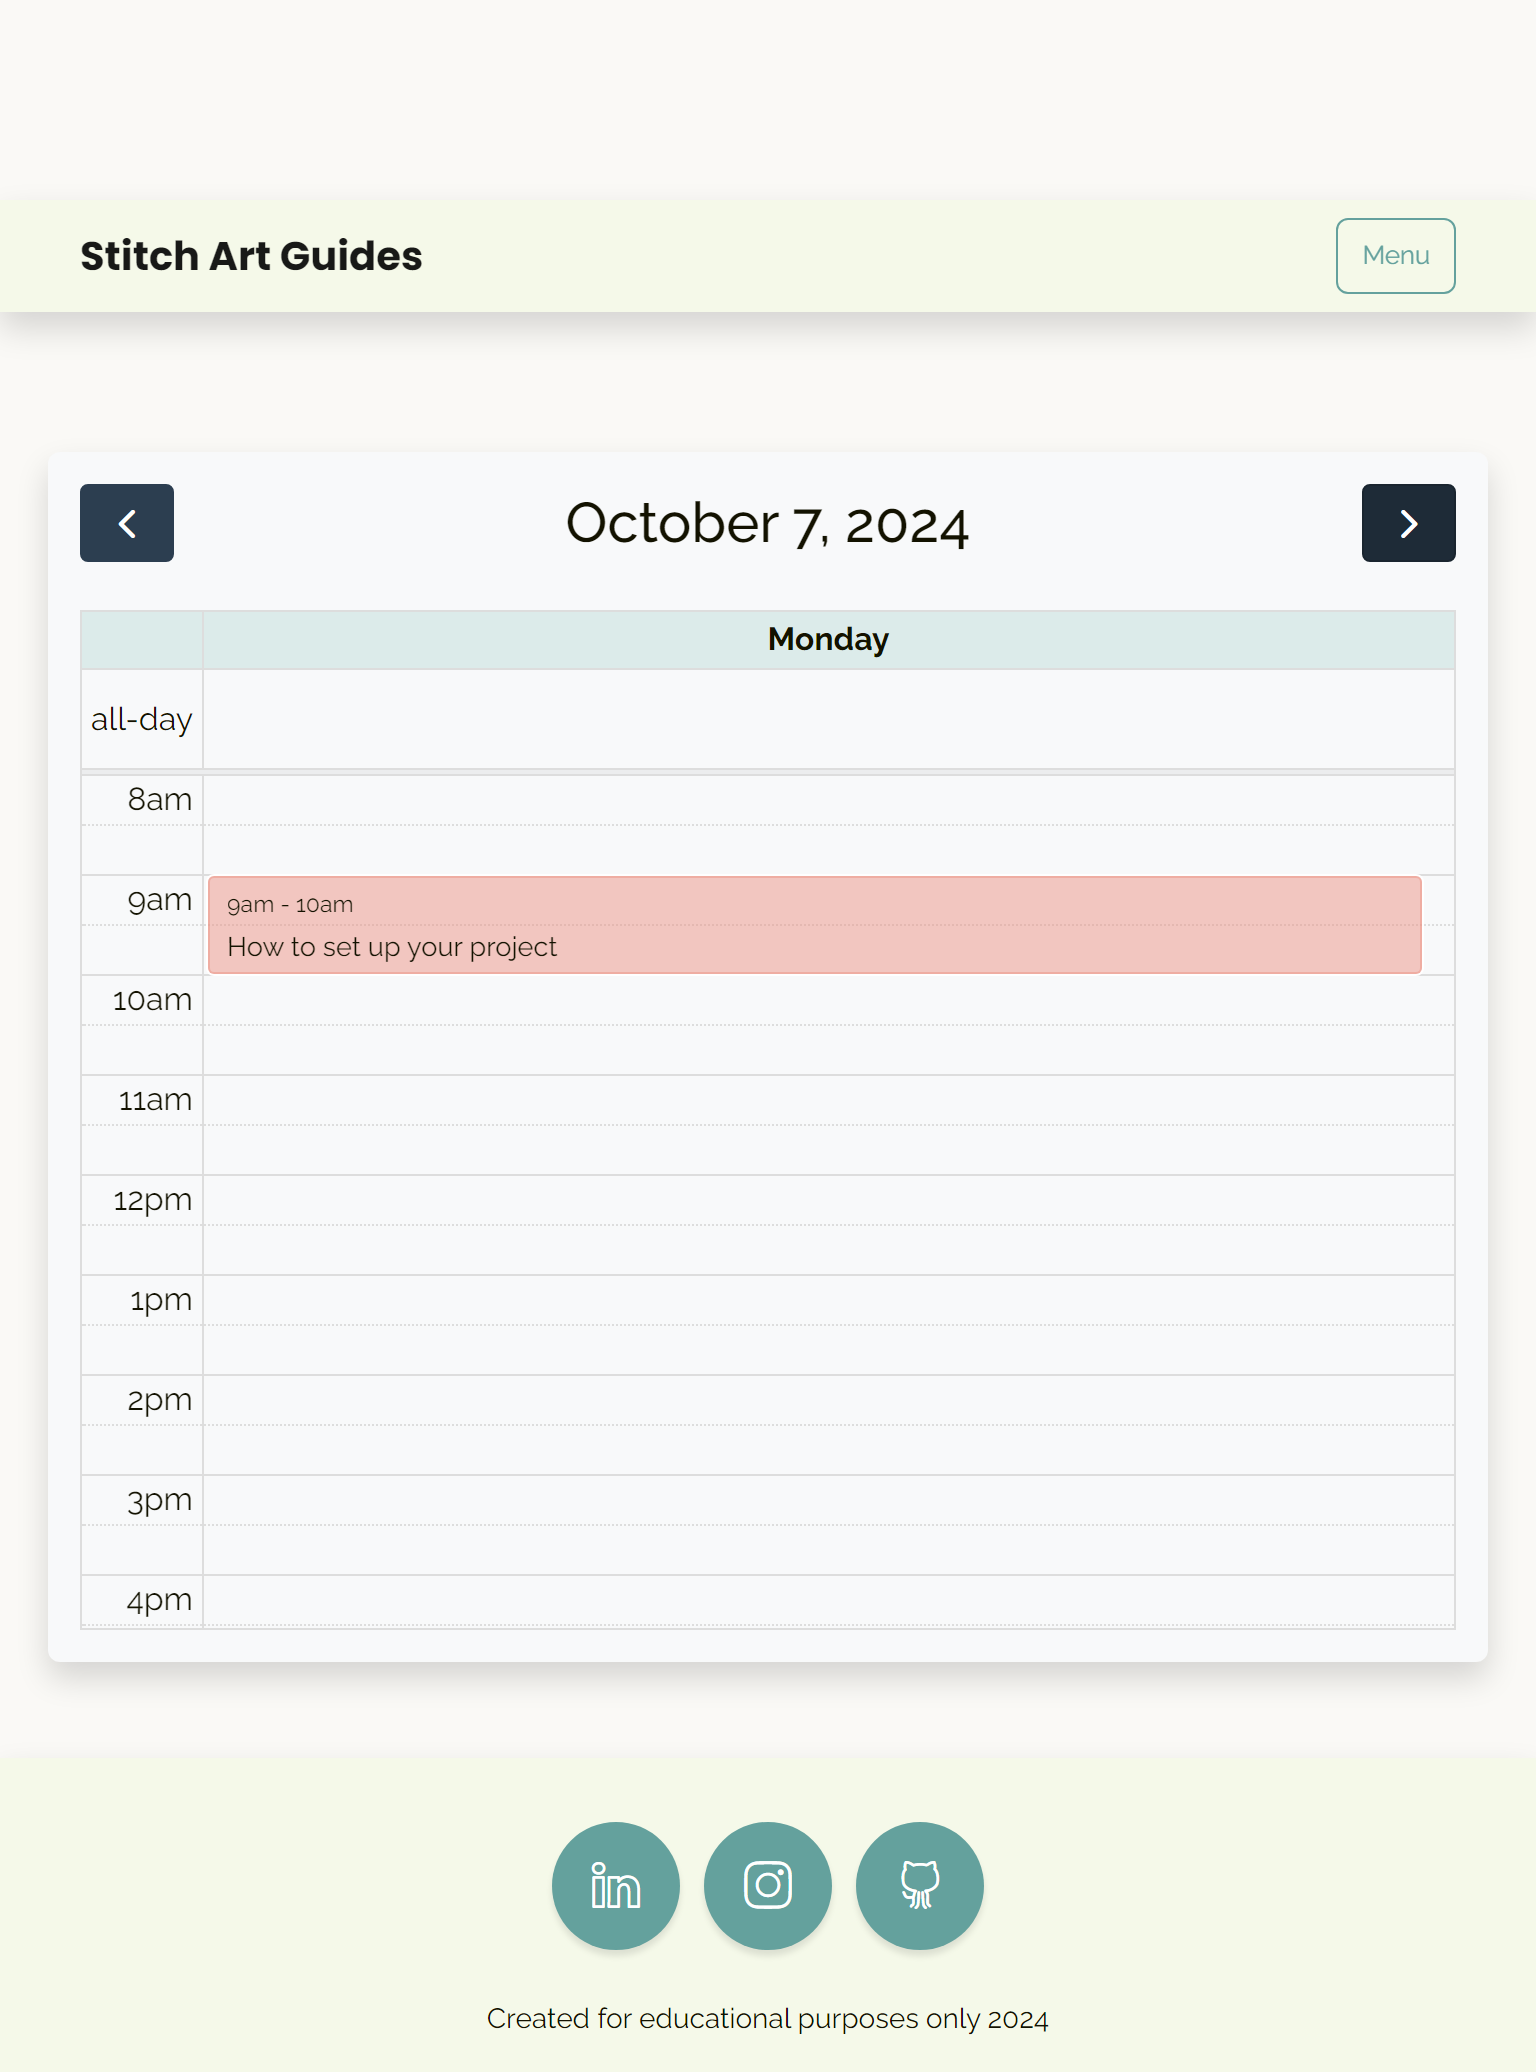 Stitch Art Guides
Menu
October 7, 2024
Monday
all-day
8am
9am
9am - 10am
How to set up your project
10am
11am
12pm
1pm
2pm
3pm
4pm
in
Created for educational purposes only 2024